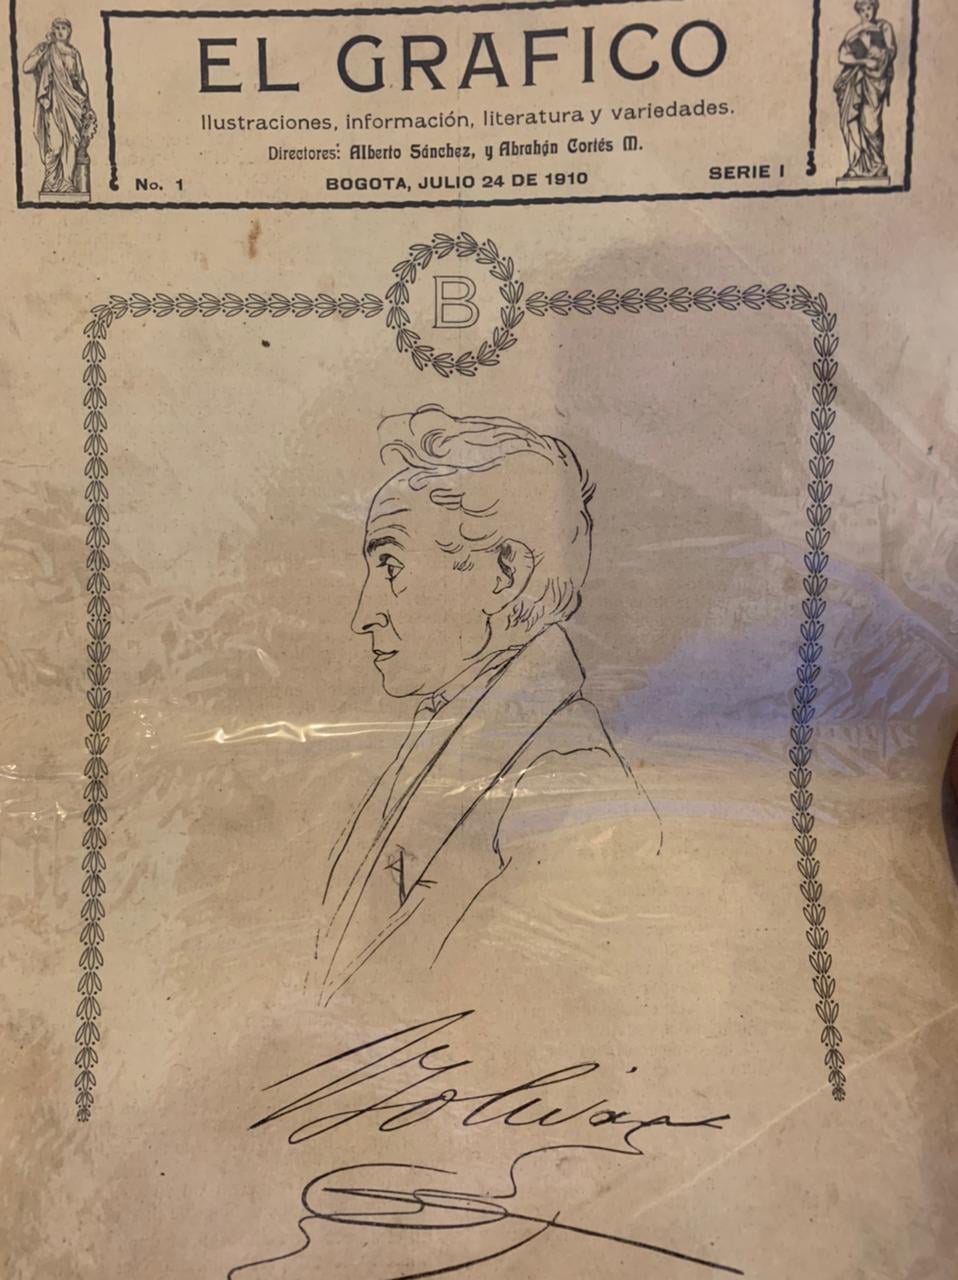 EL GRAFICO
Ilustraciones, información, literatura y variedades.
Directores: Alberto Sánchez, y Abrahán Cortés M.
No. 1 BOGOTA, JULIO 24 DE 1910 SERIE I
B
Bolívar